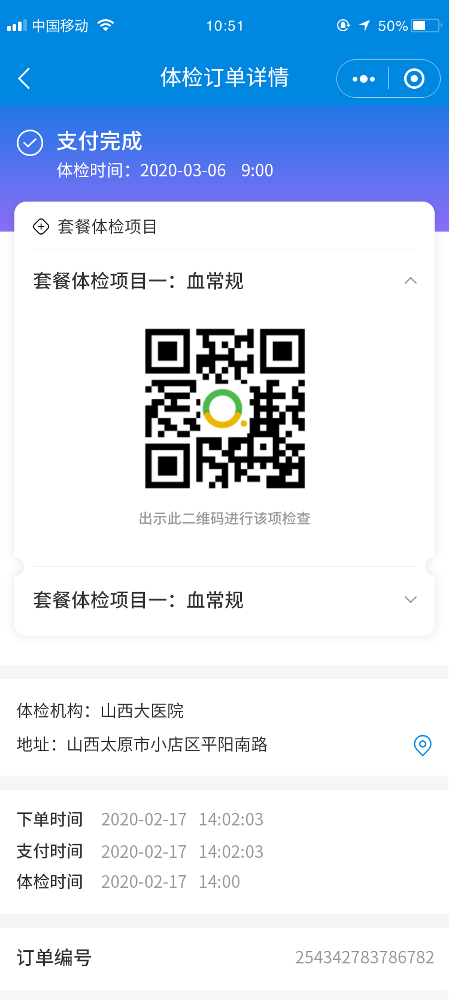 中国移动 10:51 50%
体检订单详情
支付完成
体检时间：2020-03-06 9:00
套餐体检项目
套餐体检项目一：血常规
出示此二维码进行该项检查
套餐体检项目一：血常规
体检机构：山西大医院
地址：山西太原市小店区平阳南路
下单时间 2020-02-17 14:02:03
支付时间 2020-02-17 14:02:03
体检时间 2020-02-17 14:00
订单编号 254342783786782